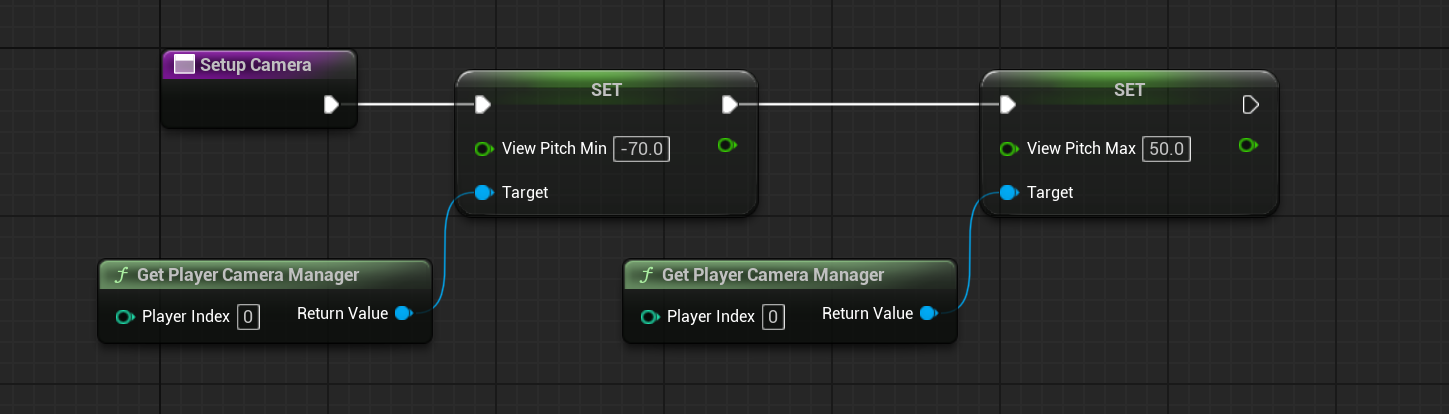 Setup Camera
SET
View Pitch Min -70.0
Target
SET
View Pitch Max 50.0
Target
f Get Player Camera Manager
Player Index 0 Return Value
f Get Player Camera Manager
Player Index 0 Return Value